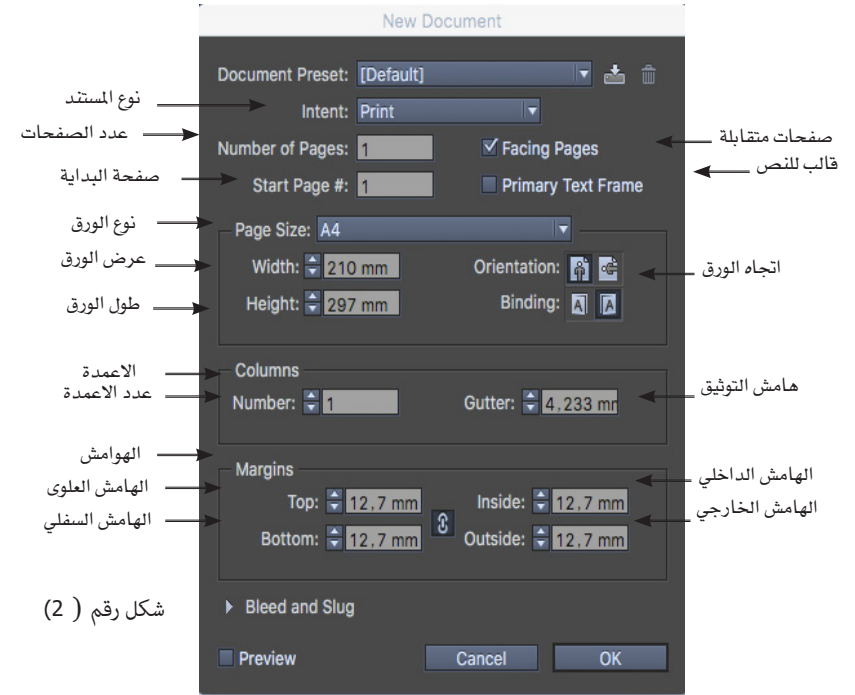 New Document
Document Preset: [Default]
نوع المستند
Intent: Print
عدد الصفحات
Number of Pages: 1
Facing Pages
صفحات متقابلة
صفحة البداية
Start Page #: 1
Primary Text Frame
قالب للنص
نوع الورق
Page Size: A4
عرض الورق
Width: 210 mm
Orientation:
اتجاه الورق
طول الورق
Height: 297 mm
Binding:
الاعمدة
Columns
عدد الاعمدة
Number: 1
Gutter: 4,233 mm
هامش التوثيق
الهوامش
Margins
الهامش العلوى
Top: 12,7 mm
Inside: 12,7 mm
الهامش الداخلي
الهامش السفلي
Bottom: 12,7 mm
Outside: 12,7 mm
الهامش الخارجي
شكل رقم ( 2)
Bleed and Slug
Preview
Cancel
OK